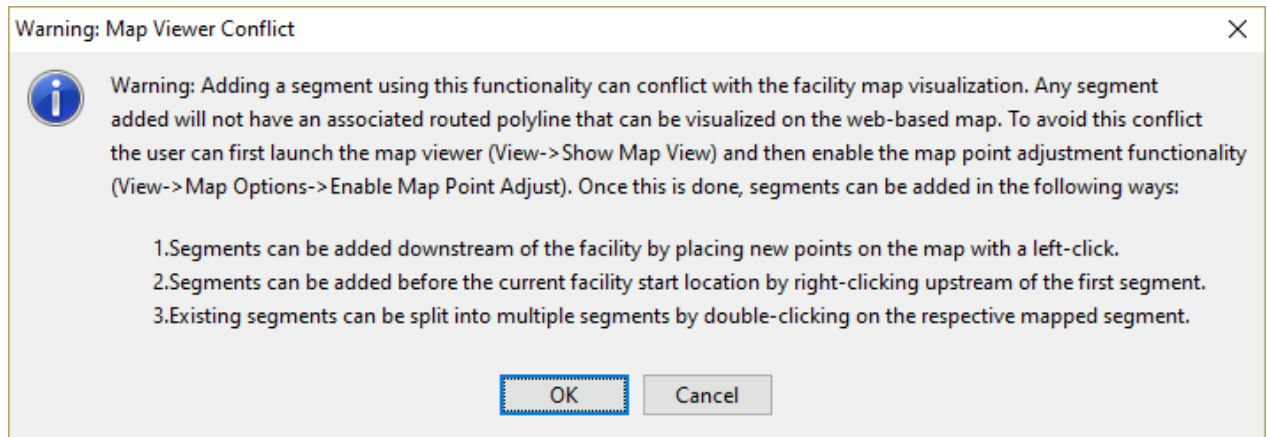 Warning: Map Viewer Conflict
Warning: Adding a segment using this functionality can conflict with the facility map visualization. Any segment
added will not have an associated routed polyline that can be visualized on the web-based map. To avoid this conflict
the user can first launch the map viewer (View->Show Map View) and then enable the map point adjustment functionality
(View->Map Options->Enable Map Point Adjust). Once this is done, segments can be added in the following ways:
1.Segments can be added downstream of the facility by placing new points on the map with a left-click.
2.Segments can be added before the current facility start location by right-clicking upstream of the first segment.
3.Existing segments can be split into multiple segments by double-clicking on the respective mapped segment.
OK Cancel